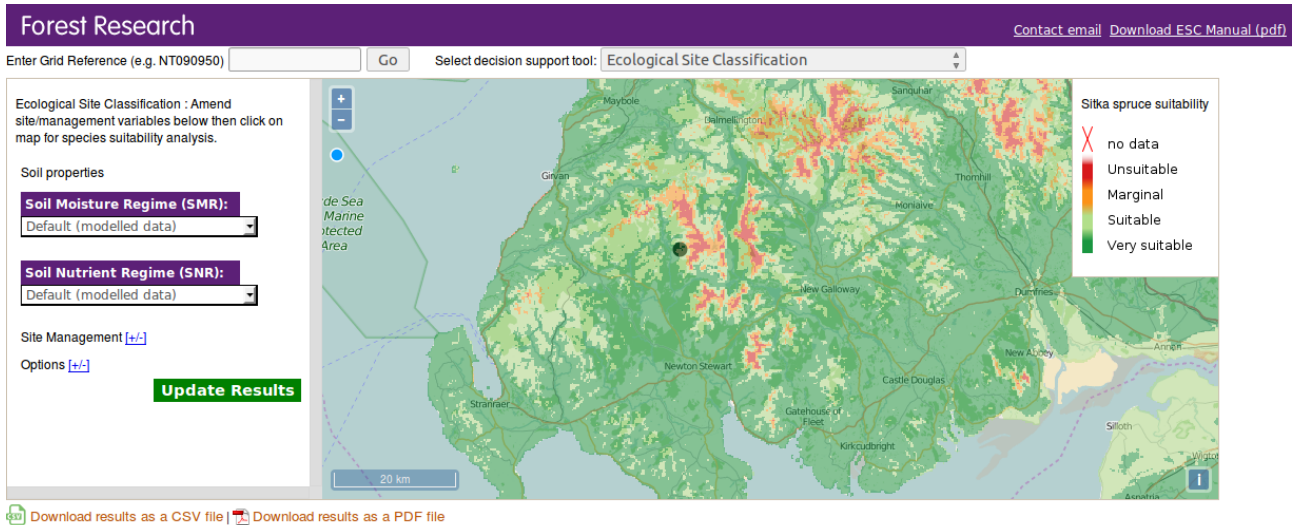 Forest Research
Contact email Download ESC Manual (pdf)
Enter Grid Reference (e.g. NT090950) Go Select decision support tool: Ecological Site Classification
Ecological Site Classification : Amend
site/management variables below then click on
map for species suitability analysis.
Soil properties
Soil Moisture Regime (SMR):
Default (modelled data)
Soil Nutrient Regime (SNR):
Default (modelled data)
Site Management [+/-]
Options [+/-]
Update Results
+
−
de Sea
Marine
otected
Area
Maybole
Sanquhar
Dalmellington
Girvan
Thornhill
Moniaive
New Galloway
Dumfries
Newton Stewart
New Abbey
Annan
Castle Douglas
Stranraer
Gatehouse of
Fleet
Silloth
Kirkcudbright
Wigton
Aspatria
20 km
i
Sitka spruce suitability
no data
Unsuitable
Marginal
Suitable
Very suitable
CSV Download results as a CSV file | Download results as a PDF file